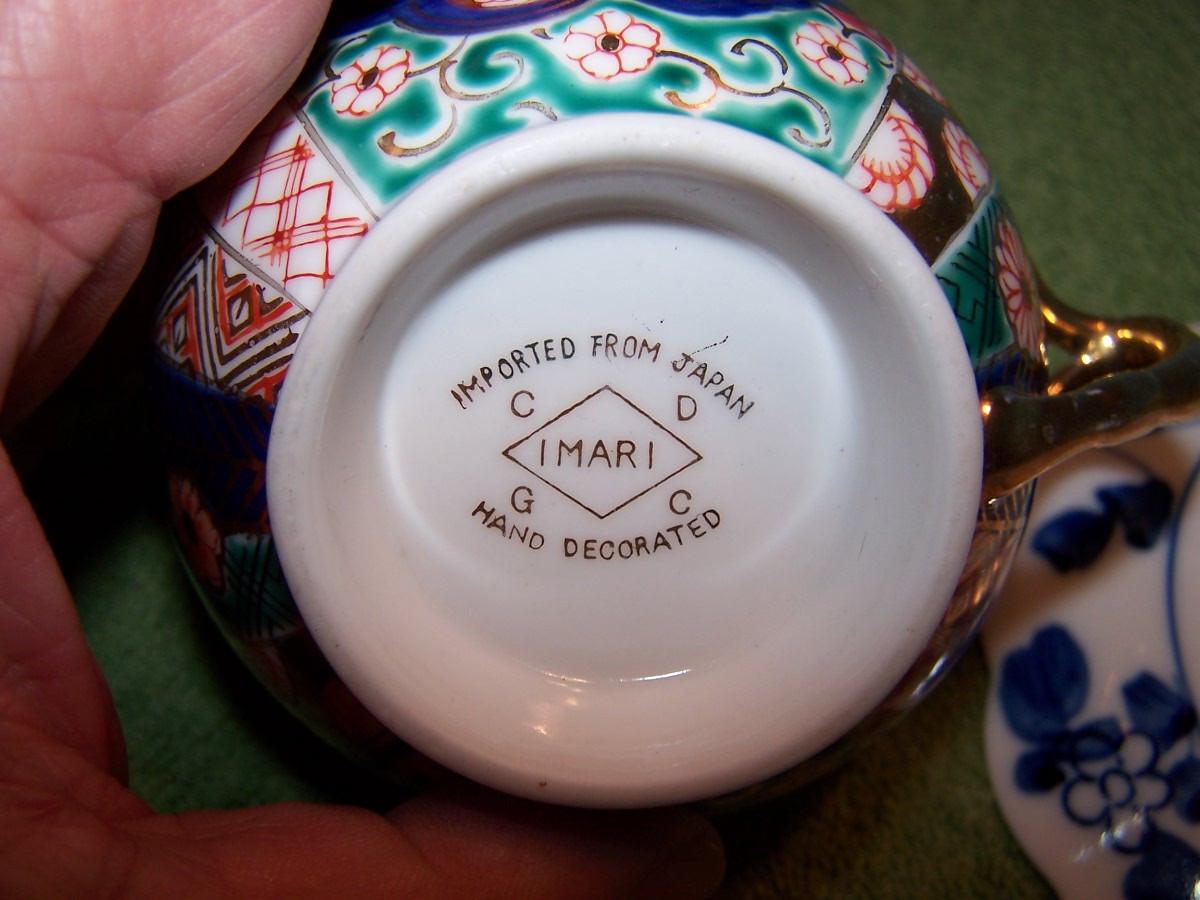 IMPORTED FROM JAPAN
C D
IMARI
G C
HAND DECORATED